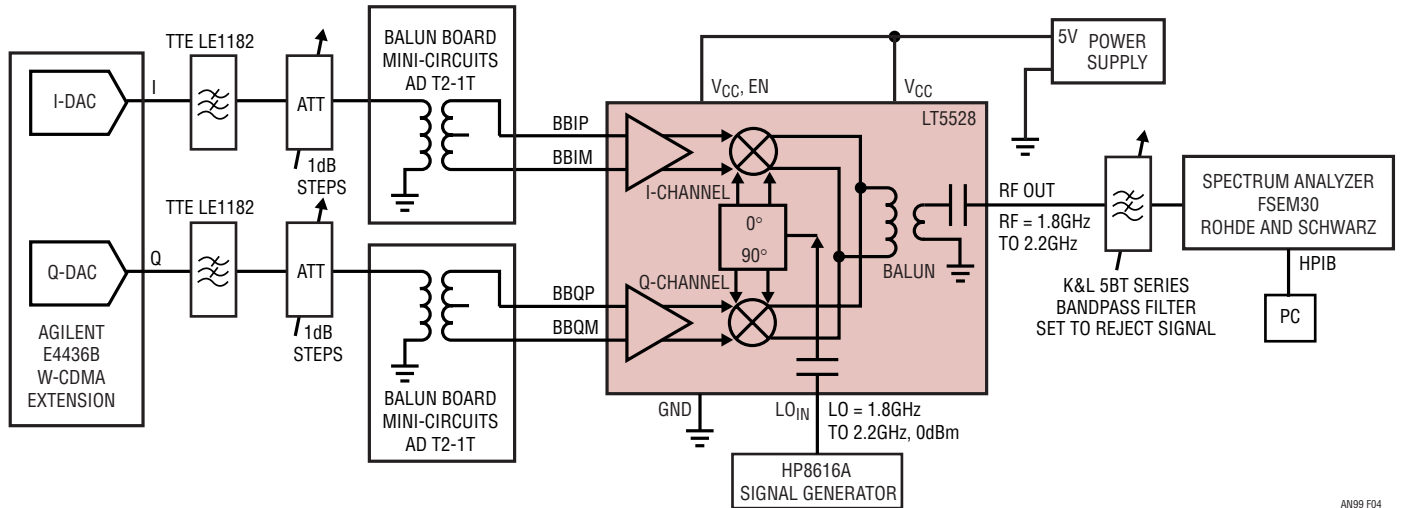 TTE LE1182
I-DAC
I
ATT
1dB
STEPS
BALUN BOARD
MINI-CIRCUITS
AD T2-1T
Q-DAC
Q
TTE LE1182
ATT
1dB
STEPS
BALUN BOARD
MINI-CIRCUITS
AD T2-1T
AGILENT
E4436B
W-CDMA
EXTENSION
BBIP
BBIM
BBQP
BBQM
VCC, EN
VCC
LT5528
I-CHANNEL
0°
90°
Q-CHANNEL
BALUN
5V
POWER
SUPPLY
RF OUT
RF = 1.8GHz
TO 2.2GHz
K&L 5BT SERIES
BANDPASS FILTER
SET TO REJECT SIGNAL
SPECTRUM ANALYZER
FSEM30
ROHDE AND SCHWARZ
HPIB
PC
GND
LOIN
LO = 1.8GHz
TO 2.2GHz, 0dBm
HP8616A
SIGNAL GENERATOR
AN99 F04